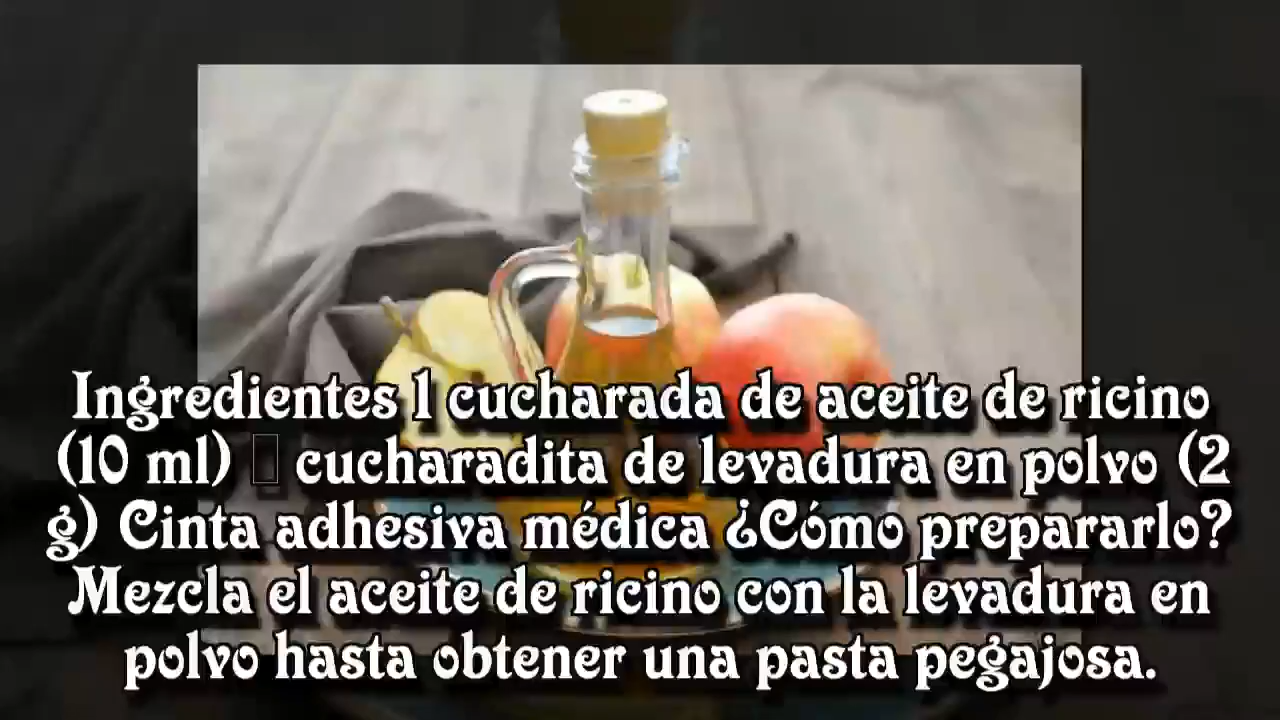 Ingredientes 1 cucharada de aceite de ricino
(10 ml) cucharadita de levadura en polvo (2
g) Cinta adhesiva médica ¿Cómo prepararlo?
Mezcla el aceite de ricino con la levadura en
polvo hasta obtener una pasta pegajosa.